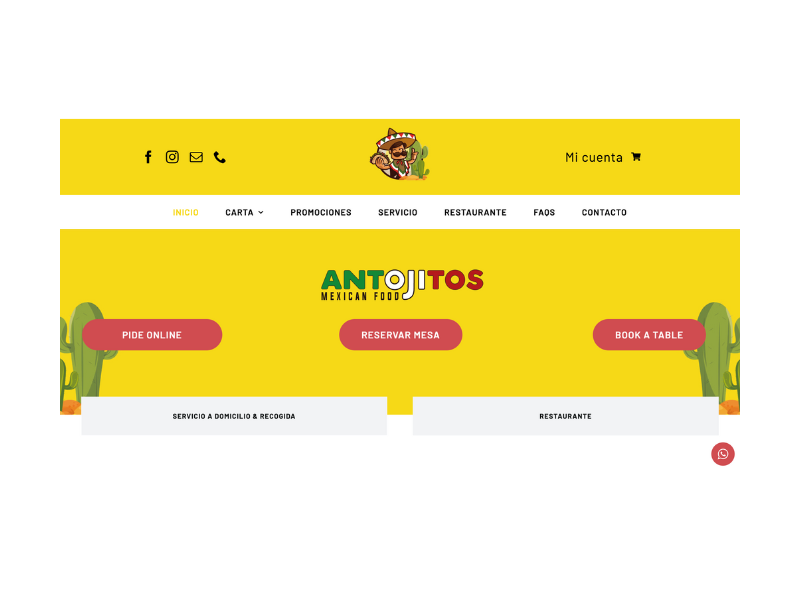 Mi cuenta
INICIO CARTA PROMOCIONES SERVICIO RESTAURANTE FAQS CONTACTO
ANTOJITOS
MEXICAN FOOD
PIDE ONLINE RESERVAR MESA BOOK A TABLE
SERVICIO A DOMICILIO & RECOGIDA RESTAURANTE